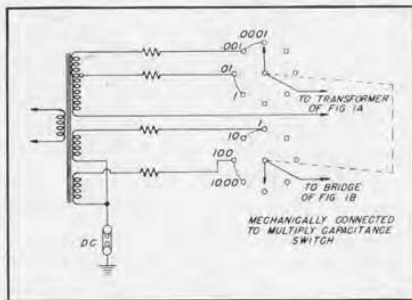 .0001
.001
.01
.1
TO TRANSFORMER
OF FIG 1A
1
10
100
1000
TO BRIDGE
OF FIG 1B
DC
MECHANICALLY CONNECTED
TO MULTIPLY CAPACITANCE
SWITCH